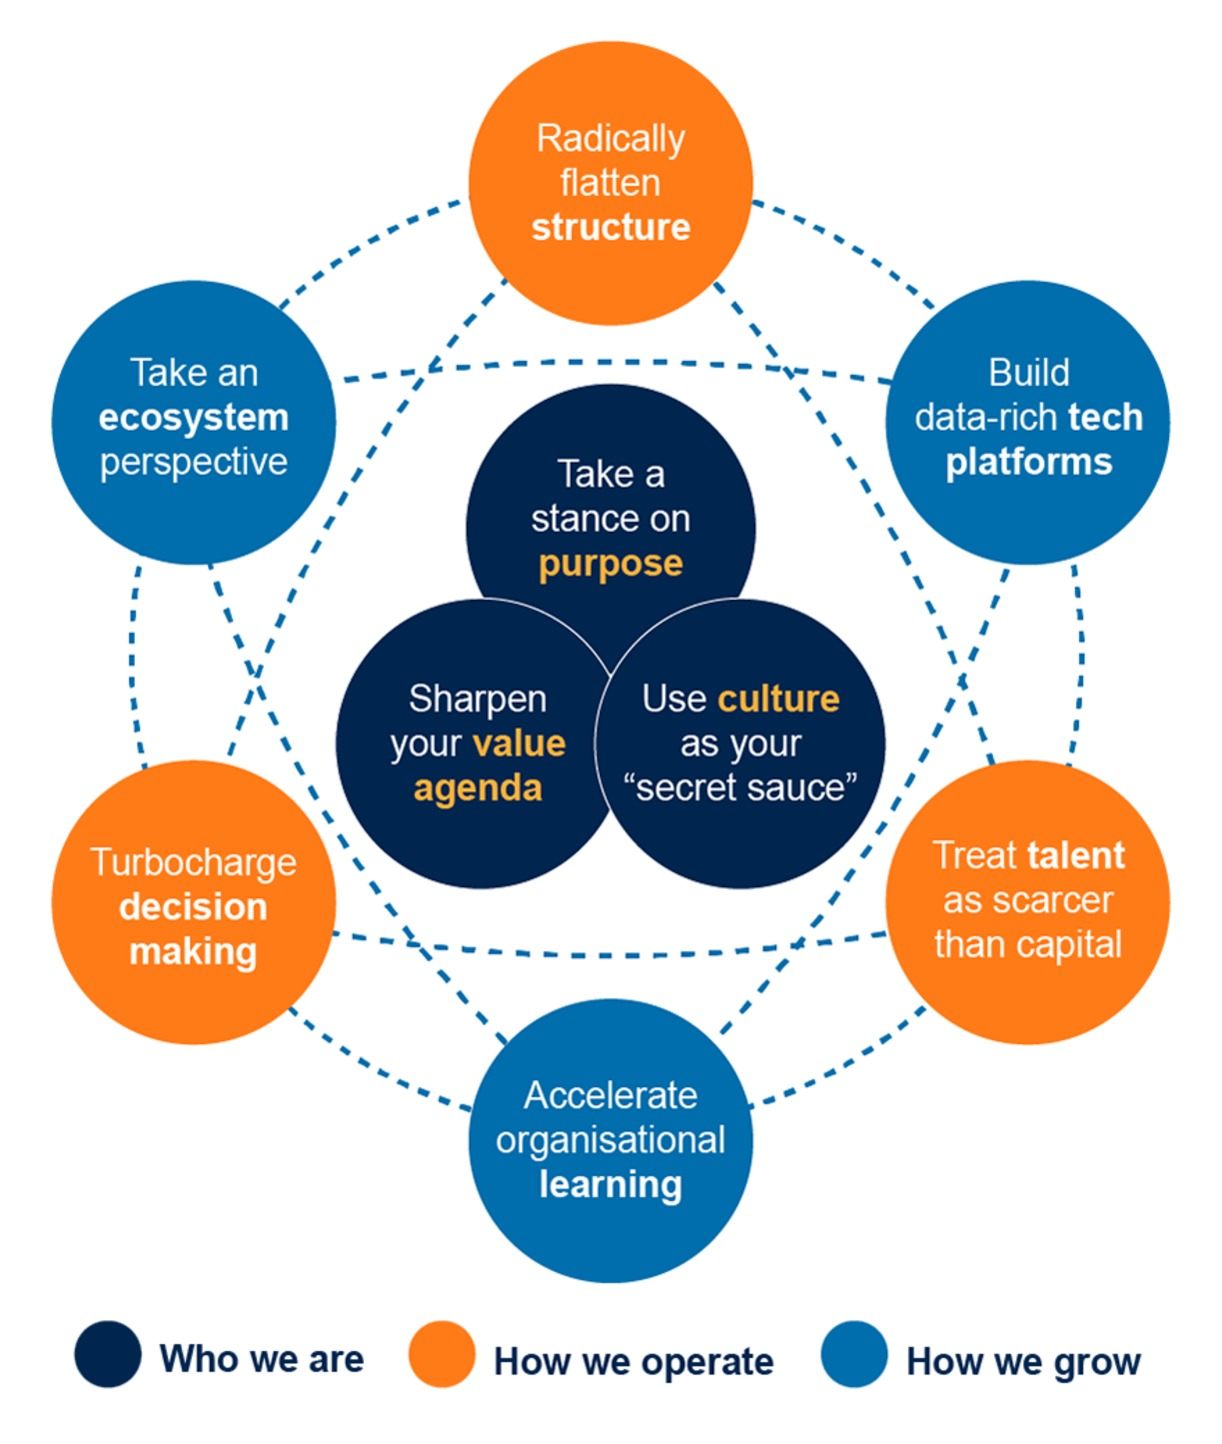 Radically
flatten
structure
Take an
ecosystem
perspective
Build
data-rich tech
platforms
Take a
stance on
purpose
Sharpen
your value
agenda
Use culture
as your
“secret sauce”
Turbocharge
decision
making
Treat talent
as scarcer
than capital
Accelerate
organisational
learning
Who we are
How we operate
How we grow